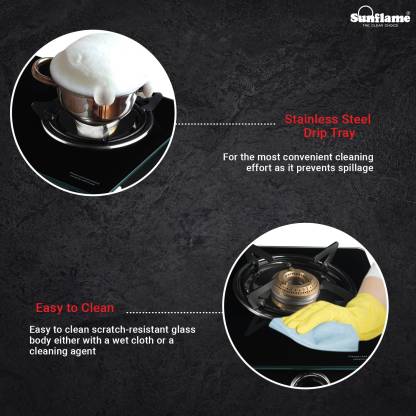 Sunflame
THE CLEAR CHOICE
Stainless Steel
Drip Tray
For the most convenient cleaning
effort as it prevents spillage
Easy to Clean
Easy to clean scratch-resistant glass
body either with a wet cloth or a
cleaning agent